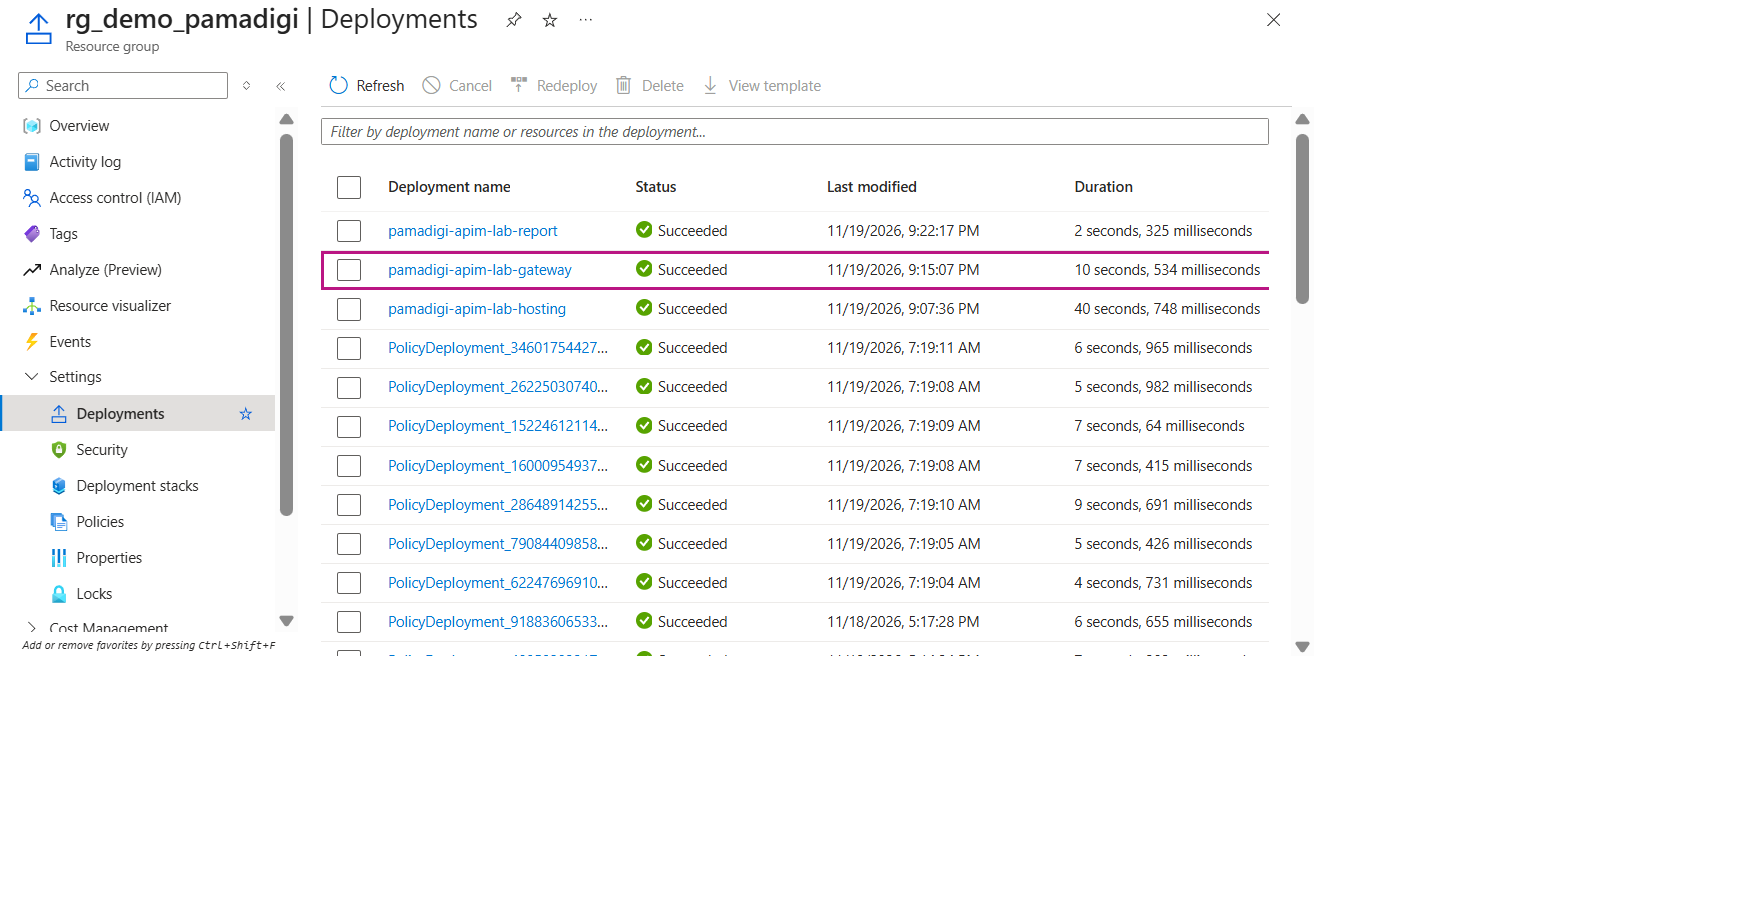 rg_demo_pamadigi | Deployments
Resource group
Search
Overview
Activity log
Access control (IAM)
Tags
Analyze (Preview)
Resource visualizer
Events
Settings
Deployments
Security
Deployment stacks
Policies
Properties
Locks
Cost Management
Add or remove favorites by pressing Ctrl+Shift+F
Refresh Cancel Redeploy Delete View template
Filter by deployment name or resources in the deployment...
Deployment name Status Last modified Duration
pamadigi-apim-lab-report Succeeded 11/19/2026, 9:22:17 PM 2 seconds, 325 milliseconds
pamadigi-apim-lab-gateway Succeeded 11/19/2026, 9:15:07 PM 10 seconds, 534 milliseconds
pamadigi-apim-lab-hosting Succeeded 11/19/2026, 9:07:36 PM 40 seconds, 748 milliseconds
PolicyDeployment_34601754427... Succeeded 11/19/2026, 7:19:11 AM 6 seconds, 965 milliseconds
PolicyDeployment_26225030740... Succeeded 11/19/2026, 7:19:08 AM 5 seconds, 982 milliseconds
PolicyDeployment_15224612114... Succeeded 11/19/2026, 7:19:09 AM 7 seconds, 64 milliseconds
PolicyDeployment_16000954937... Succeeded 11/19/2026, 7:19:08 AM 7 seconds, 415 milliseconds
PolicyDeployment_28648914255... Succeeded 11/19/2026, 7:19:10 AM 9 seconds, 691 milliseconds
PolicyDeployment_79084409858... Succeeded 11/19/2026, 7:19:05 AM 5 seconds, 426 milliseconds
PolicyDeployment_62247696910... Succeeded 11/19/2026, 7:19:04 AM 4 seconds, 731 milliseconds
PolicyDeployment_91883606533... Succeeded 11/18/2026, 5:17:28 PM 6 seconds, 655 milliseconds